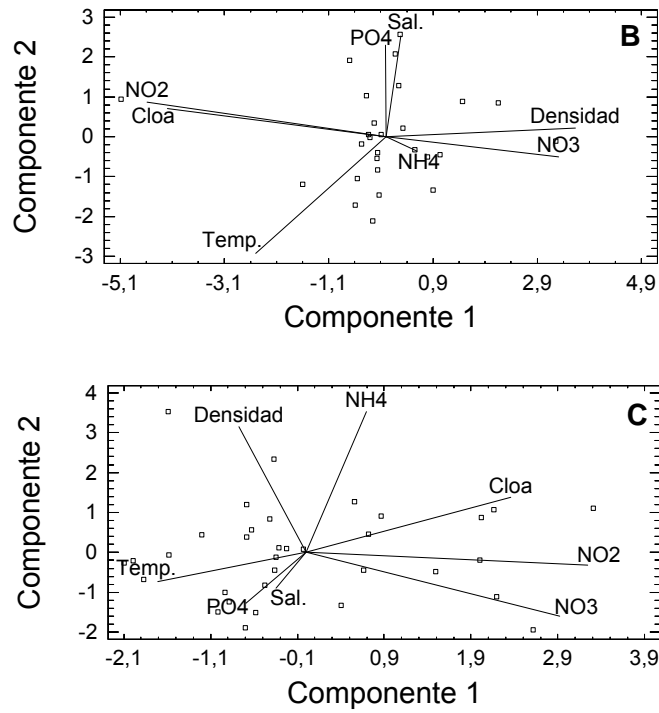 B
3
2
1
0
-1
-2
-3
Componente 2
Sal.
PO4
NO2
Cloa
Densidad
NO3
NH4
Temp.
-5,1 -3,1 -1,1 0,9 2,9 4,9
Componente 1
C
4
3
2
1
0
-1
-2
Componente 2
Densidad
NH4
Cloa
NO2
Temp.
PO4
Sal.
NO3
-2,1 -1,1 -0,1 0,9 1,9 2,9 3,9
Componente 1